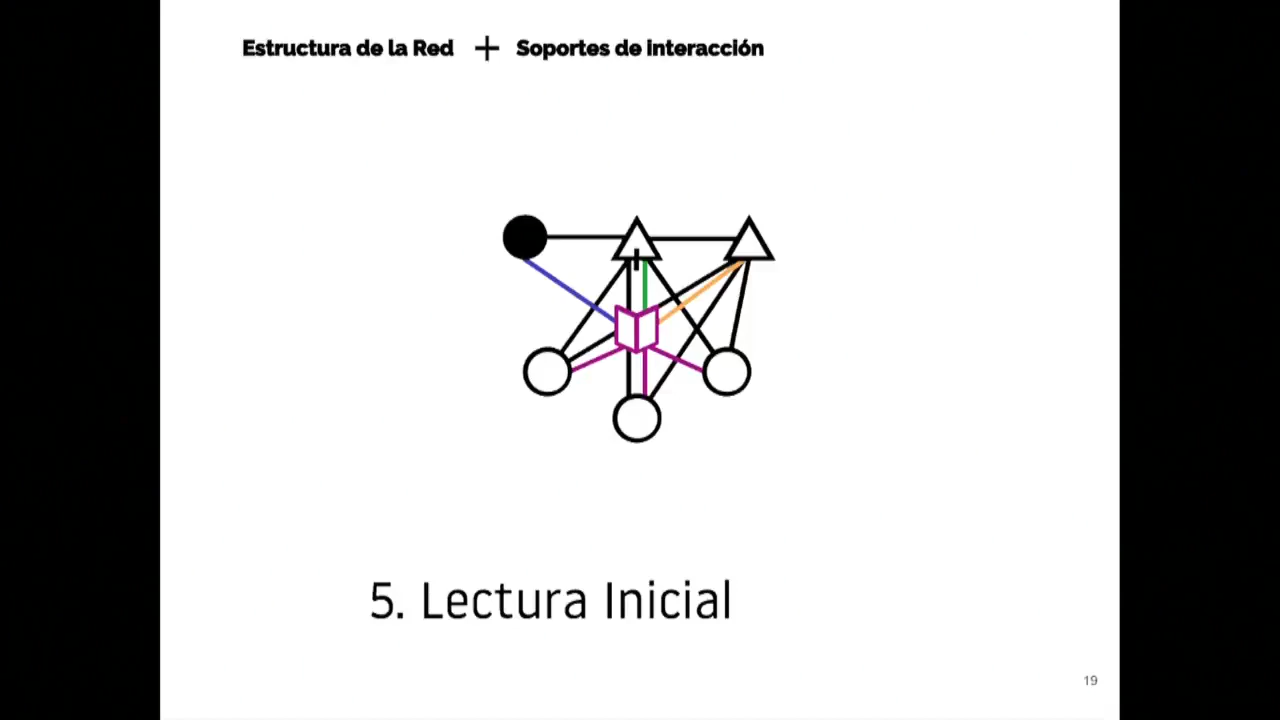 Estructura de la Red + Soportes de interacción
5. Lectura Inicial
19